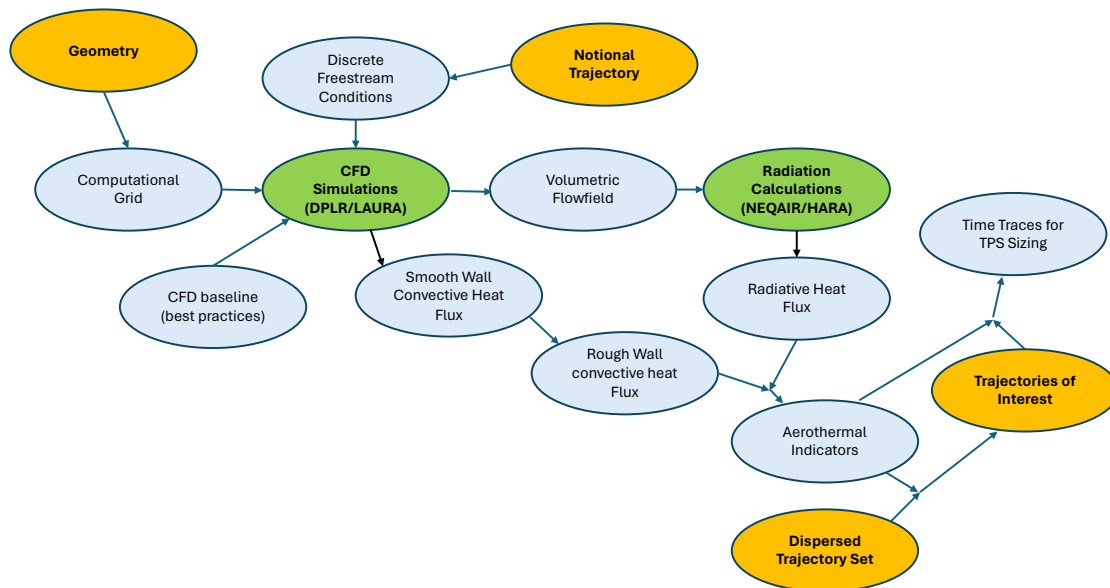 Geometry
Discrete
Freestream
Conditions
Notional
Trajectory
Computational
Grid
CFD
Simulations
(DPLR/LAURA)
Volumetric
Flowfield
Radiation
Calculations
(NEQAIR/HARA)
Time Traces for
TPS Sizing
CFD baseline
(best practices)
Smooth Wall
Convective Heat
Flux
Radiative Heat
Flux
Rough Wall
convective heat
Flux
Trajectories of
Interest
Aerothermal
Indicators
Dispersed
Trajectory Set